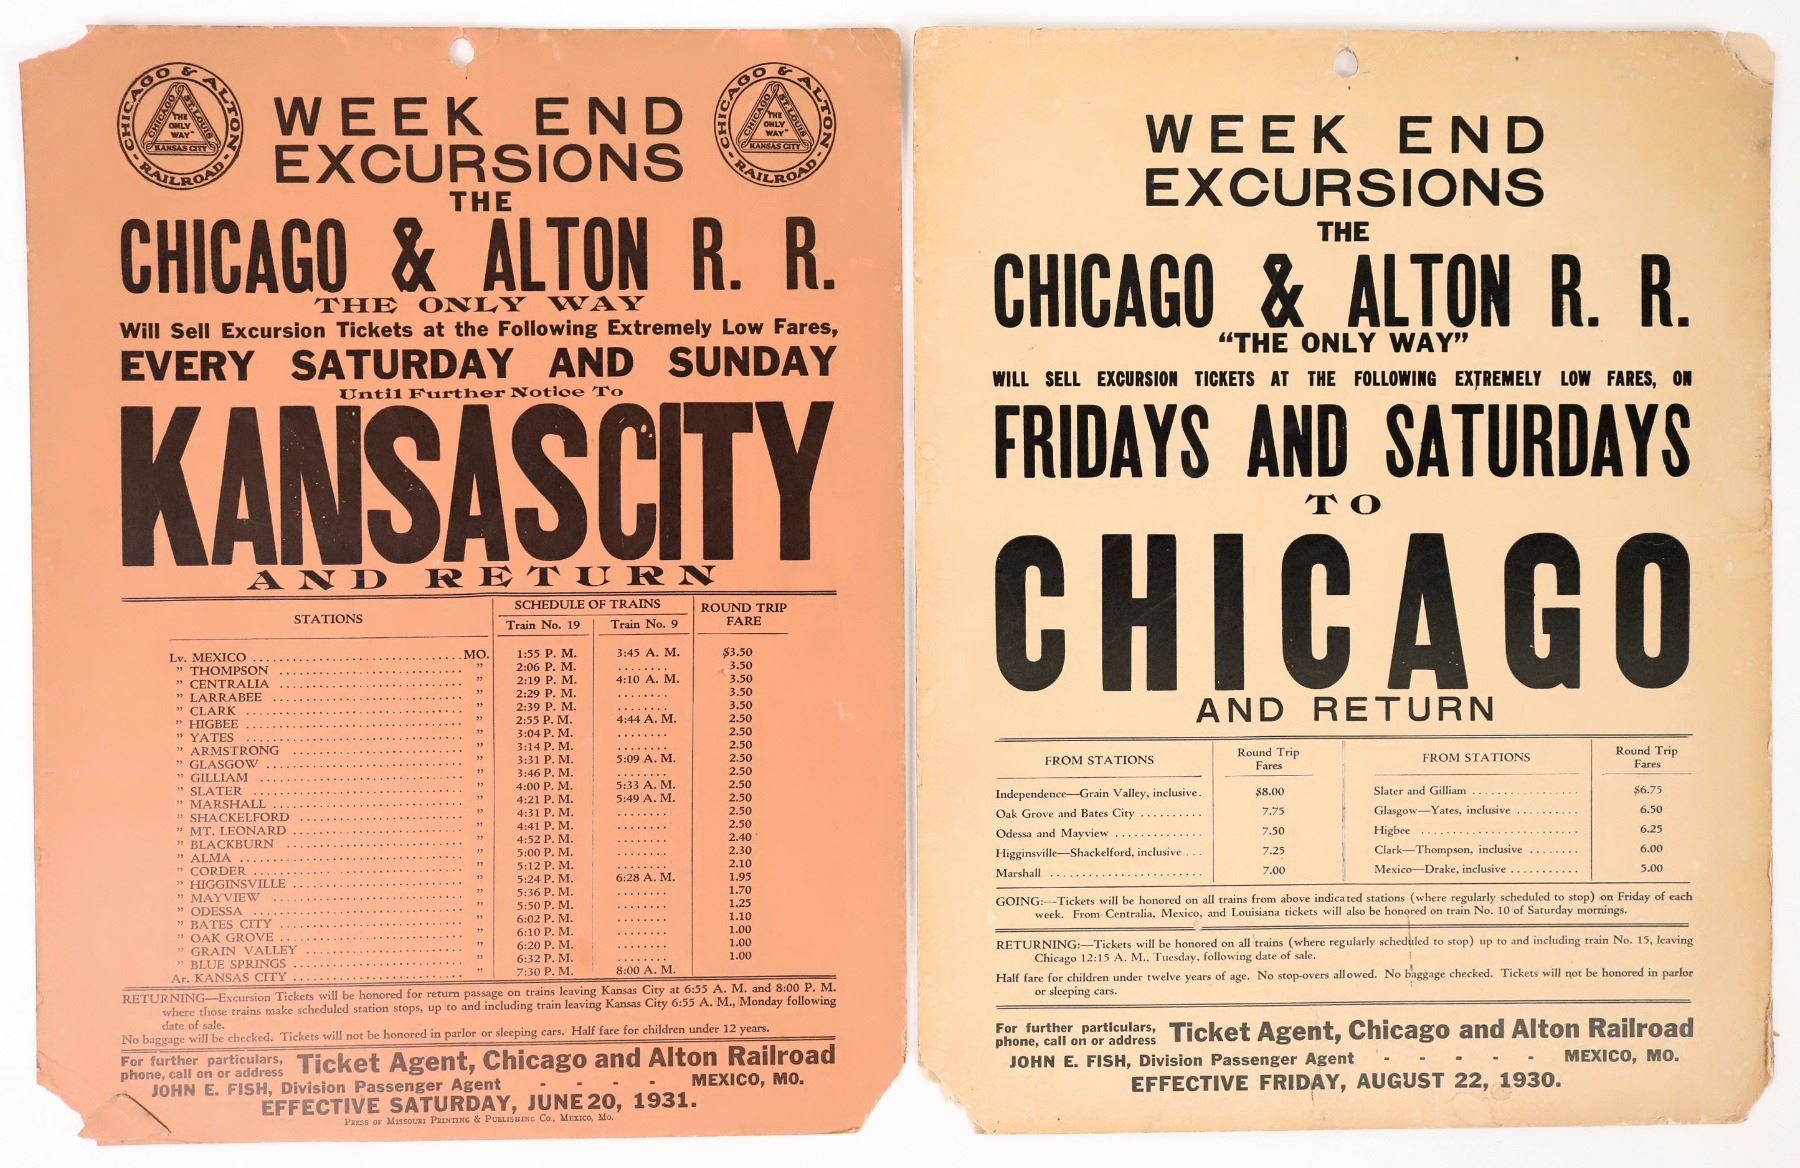 CHICAGO & ALTON
RAILROAD
CHICAGO
ST. LOUIS
KANSAS CITY
"THE
ONLY
WAY"
WEEK END
EXCURSIONS
CHICAGO & ALTON
RAILROAD
CHICAGO
ST. LOUIS
KANSAS CITY
"THE
ONLY
WAY"
THE
CHICAGO & ALTON R. R.
THE ONLY WAY
Will Sell Excursion Tickets at the Following Extremely Low Fares,
EVERY SATURDAY AND SUNDAY
Until Further Notice To
KANSAS CITY
AND RETURN
STATIONS SCHEDULE OF TRAINS ROUND TRIP
Train No. 19 Train No. 9 FARE
Lv. MEXICO .......... MO. 1:55 P. M. 3:45 A. M. $3.50
" THOMPSON .......... " 2:06 P. M. ........ 3.50
" CENTRALIA .......... " 2:19 P. M. 4:10 A. M. 3.50
" LARRABEE .......... " 2:29 P. M. ........ 3.50
" CLARK .......... " 2:39 P. M. ........ 3.50
" HIGBEE .......... " 2:55 P. M. 4:44 A. M. 2.50
" YATES .......... " 3:04 P. M. ........ 2.50
" ARMSTRONG .......... " 3:14 P. M. ........ 2.50
" GLASGOW .......... " 3:31 P. M. 5:09 A. M. 2.50
" GILLIAM .......... " 3:46 P. M. ........ 2.50
" SLATER .......... " 4:00 P. M. 5:33 A. M. 2.50
" MARSHALL .......... " 4:21 P. M. 5:49 A. M. 2.50
" SHACKELFORD .......... " 4:31 P. M. ........ 2.50
" MT. LEONARD .......... " 4:41 P. M. ........ 2.50
" BLACKBURN .......... " 4:52 P. M. ........ 2.40
" ALMA .......... " 5:00 P. M. ........ 2.30
" CORDER .......... " 5:12 P. M. ........ 2.10
" HIGGINSVILLE .......... " 5:24 P. M. 6:28 A. M. 1.95
" MAYVIEW .......... " 5:36 P. M. ........ 1.70
" ODESSA .......... " 5:50 P. M. ........ 1.25
" BATES CITY .......... " 6:02 P. M. ........ 1.10
" OAK GROVE .......... " 6:10 P. M. ........ 1.00
" GRAIN VALLEY .......... " 6:20 P. M. ........ 1.00
" BLUE SPRINGS .......... " 6:32 P. M. ........ 1.00
Ar. KANSAS CITY .......... " 7:30 P. M. 8:00 A. M.
RETURNING—Excursion Tickets will be honored for return passage on trains leaving Kansas City at 6:55 A. M. and 8:00 P. M.
where those trains make scheduled station stops, up to and including train leaving Kansas City 6:55 A. M., Monday following
date of sale.
No baggage will be checked. Tickets will not be honored in parlor or sleeping cars. Half fare for children under 12 years.
For further particulars,
phone, call on or address
Ticket Agent, Chicago and Alton Railroad
JOHN E. FISH, Division Passenger Agent - - - - MEXICO, MO.
EFFECTIVE SATURDAY, JUNE 20, 1931.
PRESS OF MISSOURI PRINTING & PUBLISHING CO., MEXICO, MO.
WEEK END
EXCURSIONS
THE
CHICAGO & ALTON R. R.
"THE ONLY WAY"
WILL SELL EXCURSION TICKETS AT THE FOLLOWING EXTREMELY LOW FARES, ON
FRIDAYS AND SATURDAYS
TO
CHICAGO
AND RETURN
FROM STATIONS Round Trip Fares FROM STATIONS Round Trip Fares
Independence—Grain Valley, inclusive. $8.00 Slater and Gilliam .......... $6.75
Oak Grove and Bates City .......... 7.75 Glasgow—Yates, inclusive .......... 6.50
Odessa and Mayview .......... 7.50 Higbee .......... 6.25
Higginsville—Shackelford, inclusive ... 7.25 Clark—Thompson, inclusive ........ 6.00
Marshall .......... 7.00 Mexico—Drake, inclusive .......... 5.00
GOING:—Tickets will be honored on all trains from above indicated stations (where regularly scheduled to stop) on Friday of each
week. From Centralia, Mexico, and Louisiana tickets will also be honored on train No. 10 of Saturday mornings.
RETURNING:—Tickets will be honored on all trains (where regularly scheduled to stop) up to and including train No. 15, leaving
Chicago 12:15 A. M., Tuesday, following date of sale.
Half fare for children under twelve years of age. No stop-overs allowed. No baggage checked. Tickets will not be honored in parlor
or sleeping cars.
For further particulars,
phone, call on or address
Ticket Agent, Chicago and Alton Railroad
JOHN E. FISH, Division Passenger Agent - - - - - MEXICO, MO.
EFFECTIVE FRIDAY, AUGUST 22, 1930.